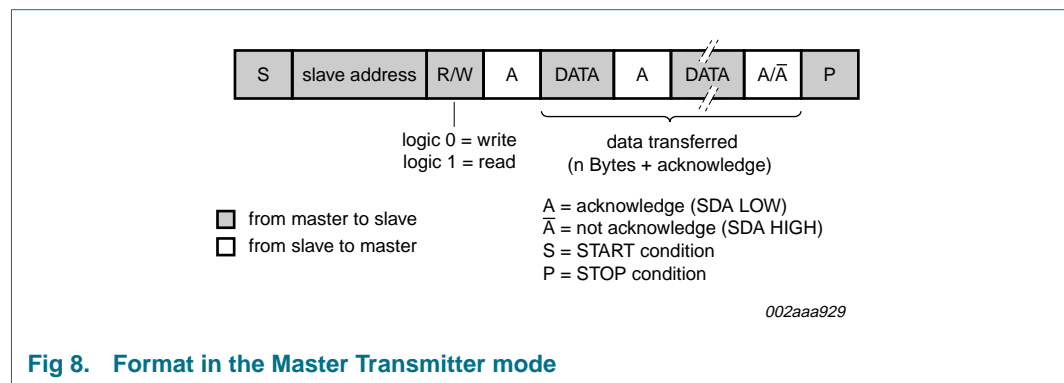 S slave address R/W A DATA A DATA A/A̅ P
logic 0 = write
logic 1 = read
data transferred
(n Bytes + acknowledge)
from master to slave
from slave to master
A = acknowledge (SDA LOW)
A̅ = not acknowledge (SDA HIGH)
S = START condition
P = STOP condition
002aaa929
Fig 8. Format in the Master Transmitter mode